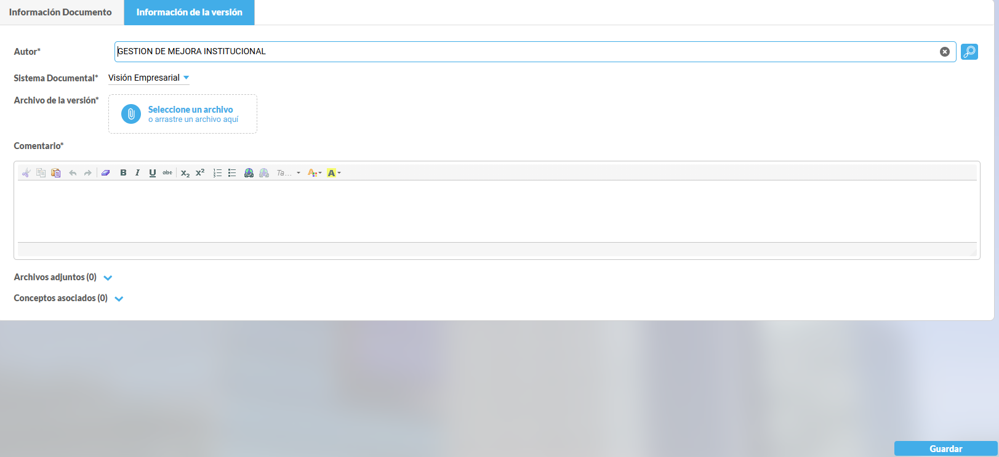 Información Documento Información de la versión
Autor* GESTION DE MEJORA INSTITUCIONAL
Sistema Documental* Visión Empresarial
Archivo de la versión* Seleccione un archivo
o arrastre un archivo aquí
Comentario*
B I U abc x₂ x² Ta... A A
Archivos adjuntos (0)
Conceptos asociados (0)
Guardar